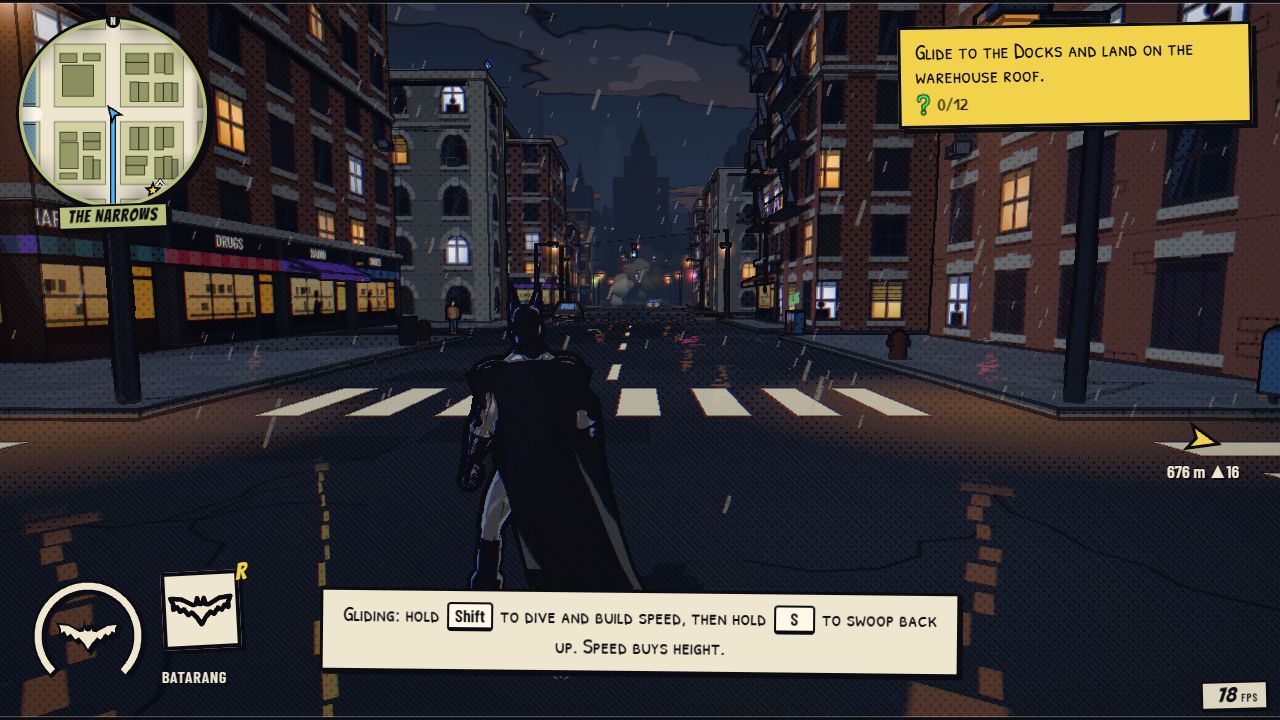 N
THE NARROWS
GLIDE TO THE DOCKS AND LAND ON THE
WAREHOUSE ROOF.
? 0/12
DRUGS
676 m ▲16
R
BATARANG
GLIDING: HOLD Shift TO DIVE AND BUILD SPEED, THEN HOLD S TO SWOOP BACK
UP. SPEED BUYS HEIGHT.
18 FPS